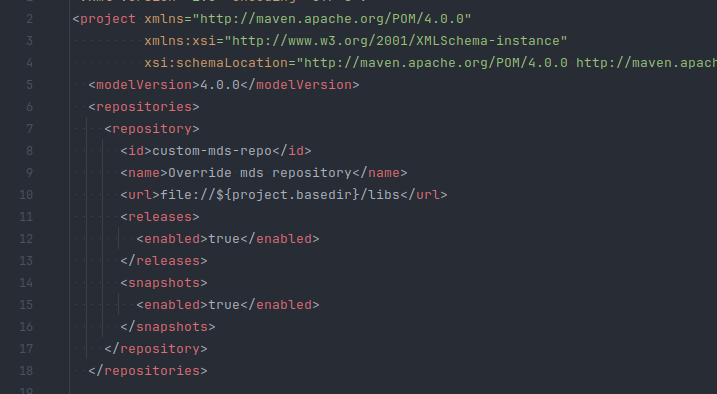 2 <project xmlns="http://maven.apache.org/POM/4.0.0"
3 xmlns:xsi="http://www.w3.org/2001/XMLSchema-instance"
4 xsi:schemaLocation="http://maven.apache.org/POM/4.0.0 http://maven.apach
5 <modelVersion>4.0.0</modelVersion>
6 <repositories>
7 <repository>
8 <id>custom-mds-repo</id>
9 <name>Override mds repository</name>
10 <url>file://${project.basedir}/libs</url>
11 <releases>
12 <enabled>true</enabled>
13 </releases>
14 <snapshots>
15 <enabled>true</enabled>
16 </snapshots>
17 </repository>
18 </repositories>